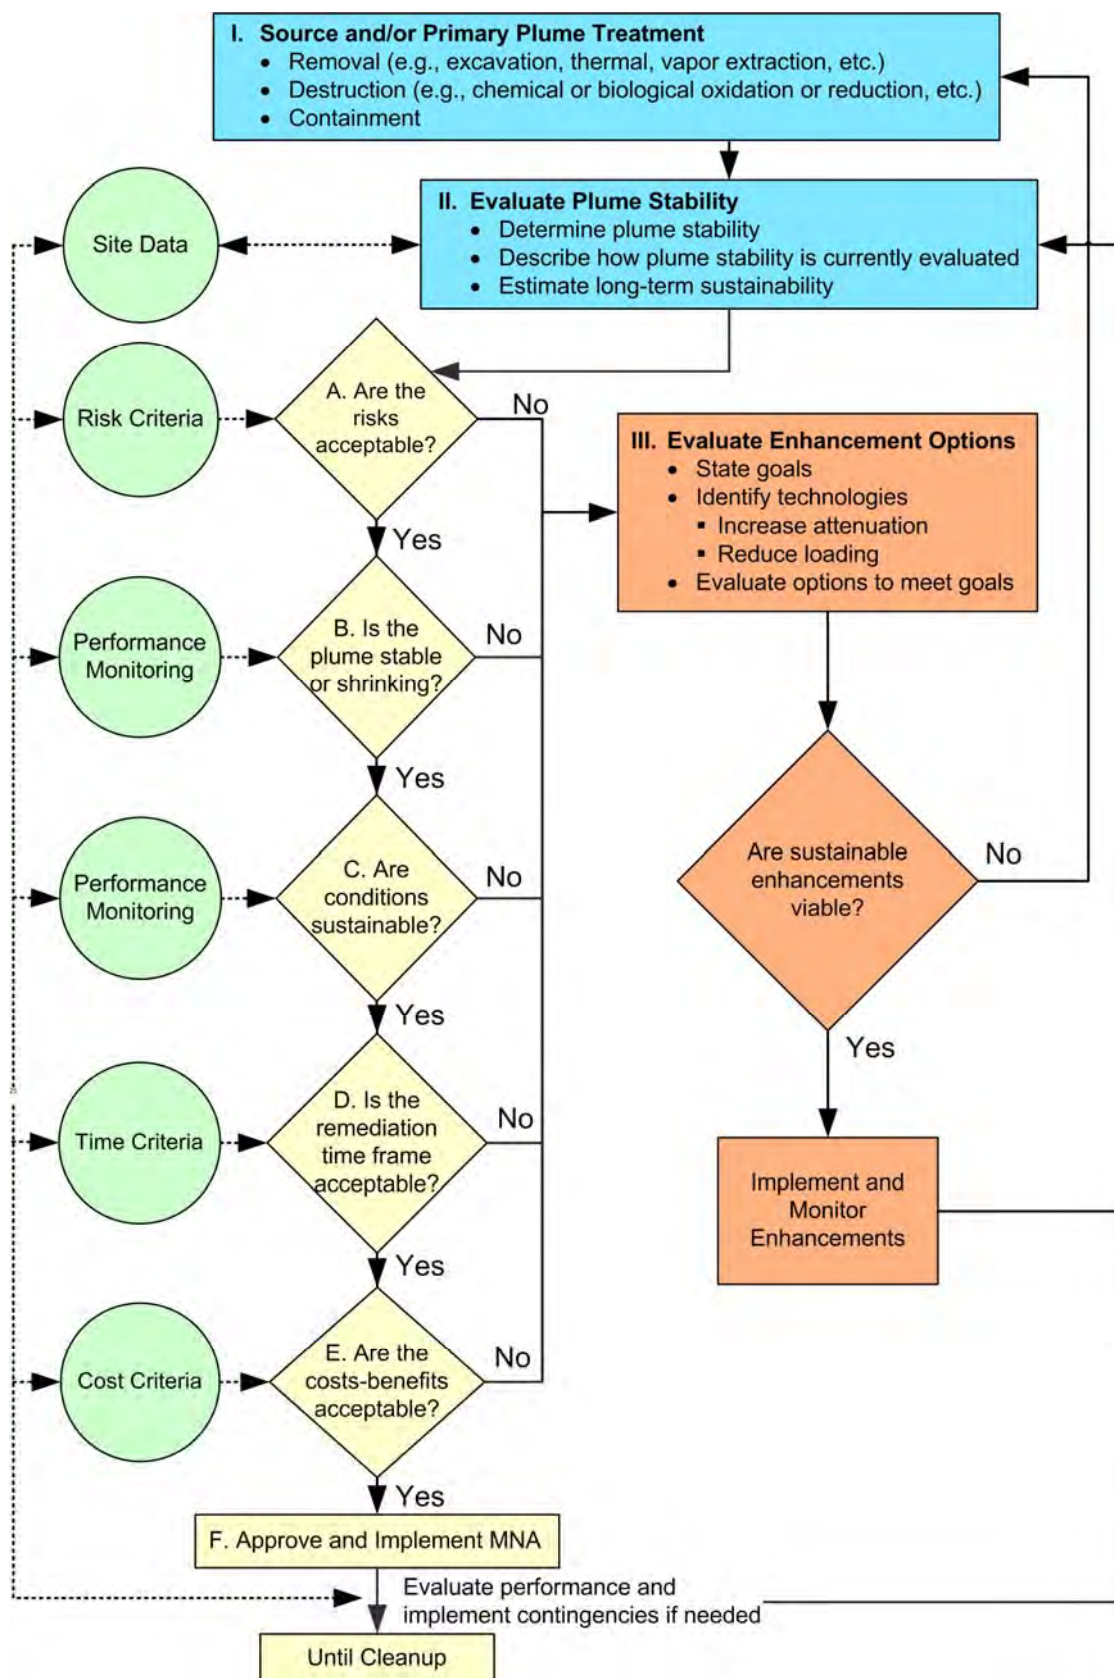 I. Source and/or Primary Plume Treatment
• Removal (e.g., excavation, thermal, vapor extraction, etc.)
• Destruction (e.g., chemical or biological oxidation or reduction, etc.)
• Containment
II. Evaluate Plume Stability
• Determine plume stability
• Describe how plume stability is currently evaluated
• Estimate long-term sustainability
Site Data
Risk Criteria
A. Are the
risks
acceptable?
No
Yes
III. Evaluate Enhancement Options
• State goals
• Identify technologies
▪ Increase attenuation
▪ Reduce loading
• Evaluate options to meet goals
Performance
Monitoring
B. Is the
plume stable
or shrinking?
No
Yes
Performance
Monitoring
C. Are
conditions
sustainable?
No
Yes
Are sustainable
enhancements
viable?
No
Yes
Time Criteria
D. Is the
remediation
time frame
acceptable?
No
Yes
Implement and
Monitor
Enhancements
Cost Criteria
E. Are the
costs-benefits
acceptable?
No
Yes
F. Approve and Implement MNA
Evaluate performance and
implement contingencies if needed
Until Cleanup